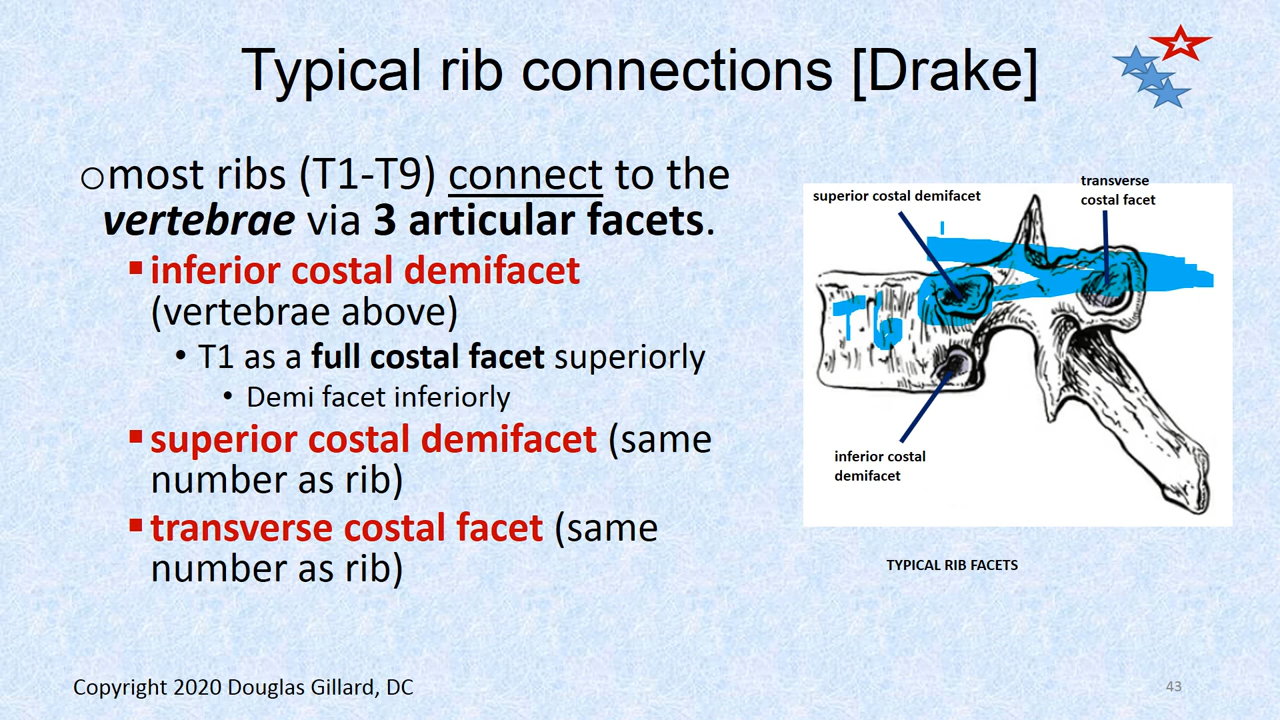 Typical rib connections [Drake]
omost ribs (T1-T9) connect to the
vertebrae via 3 articular facets.
▪inferior costal demifacet
(vertebrae above)
• T1 as a full costal facet superiorly
• Demi facet inferiorly
▪superior costal demifacet (same
number as rib)
▪transverse costal facet (same
number as rib)
superior costal demifacet
transverse
costal facet
T6
inferior costal
demifacet
TYPICAL RIB FACETS
Copyright 2020 Douglas Gillard, DC
43